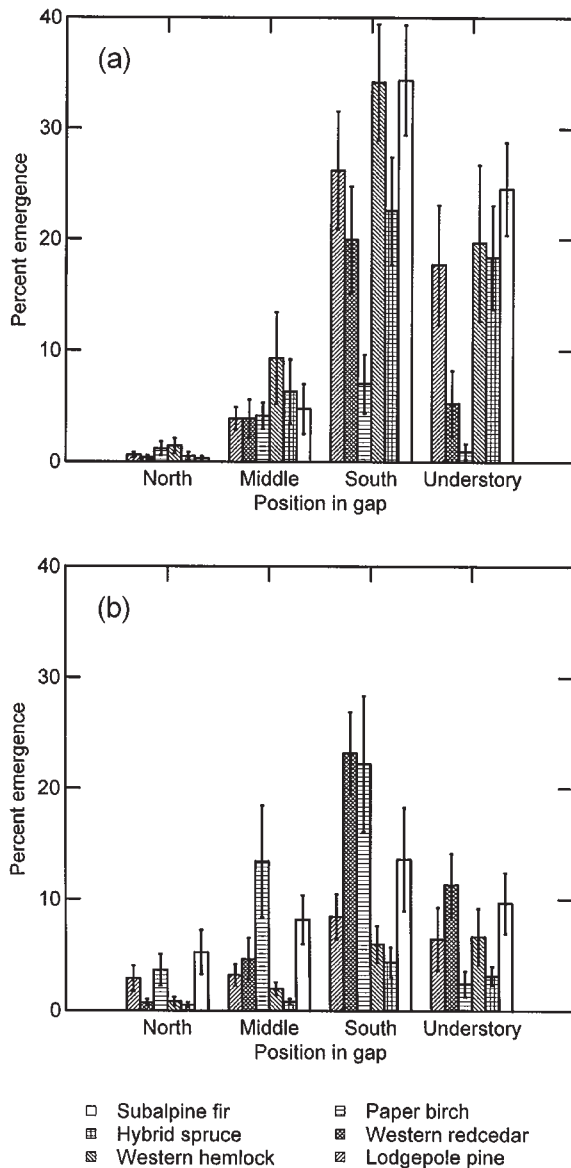 40
(a)
30
20
10
0
Percent emergence
North Middle South Understory
Position in gap
40
(b)
30
20
10
0
Percent emergence
North Middle South Understory
Position in gap
Subalpine fir Paper birch
Hybrid spruce Western redcedar
Western hemlock Lodgepole pine